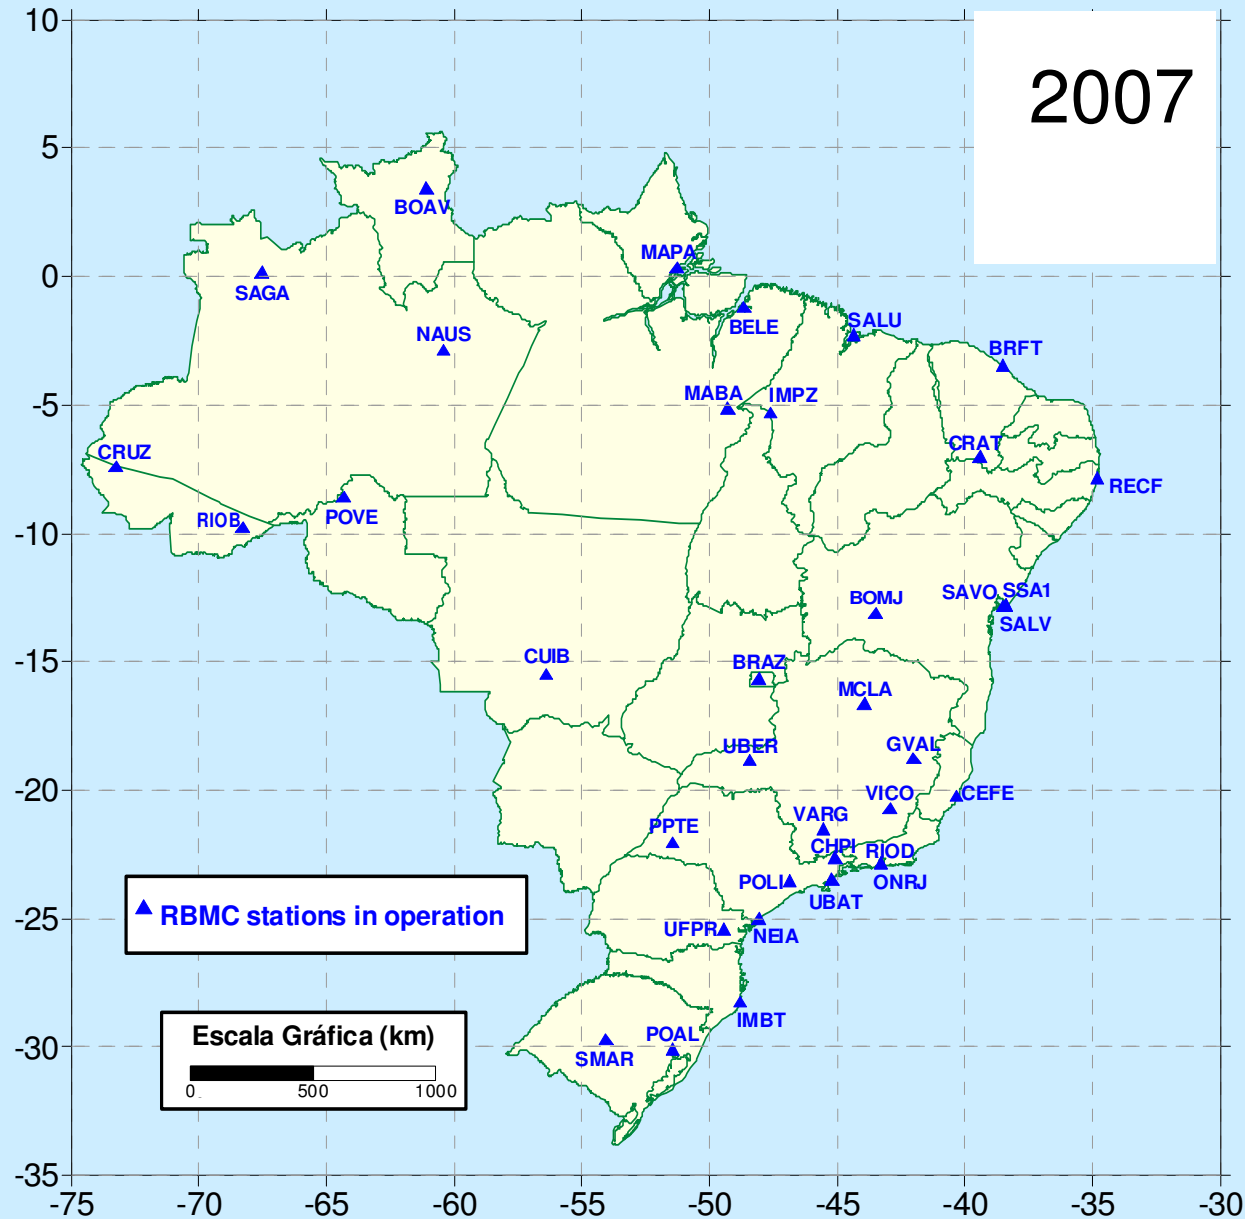 10
2007
5
BOAV
MAPA
0
SAGA
BELE
SALU
NAUS
BRFT
MABA
IMPZ
-5
CRAT
CRUZ
RECF
RIOB
POVE
-10
BOMJ
SAVO
SSA1
SALV
CUIB
BRAZ
-15
MCLA
GVAL
UBER
-20
VICO
CEFE
VARG
PPTE
CHPI
RIOD
POLI
ONRJ
UBAT
RBMC stations in operation
-25
UFPR
NEIA
IMBT
Escala Gráfica (km)
POAL
-30
SMAR
0
500
1000
-35
-75
-70
-65
-60
-55
-50
-45
-40
-35
-30